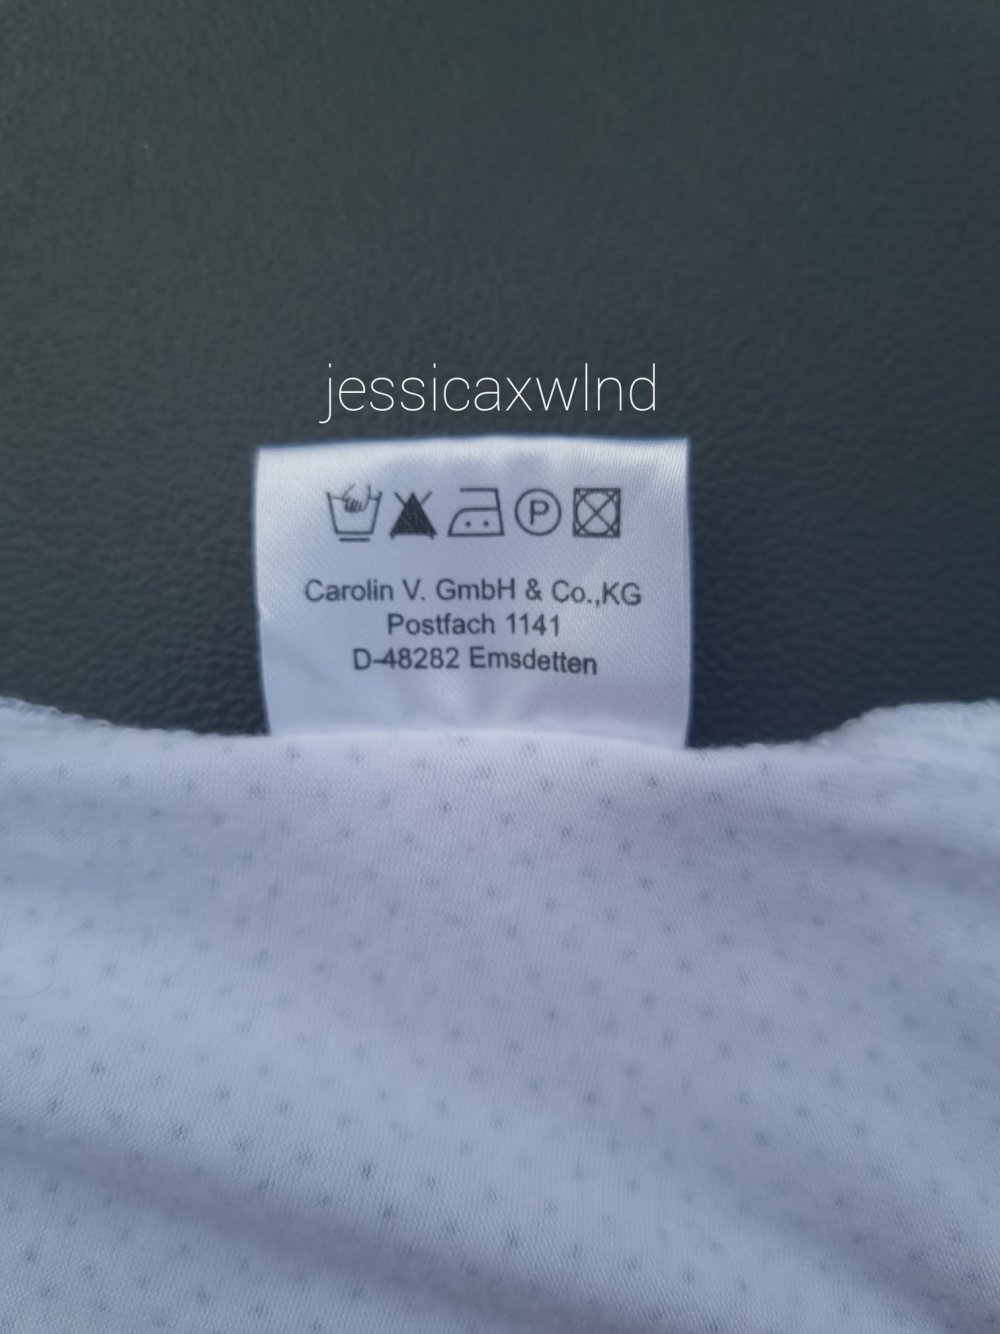 jessicaxwlnd
P
Carolin V. GmbH & Co.,KG
Postfach 1141
D-48282 Emsdetten